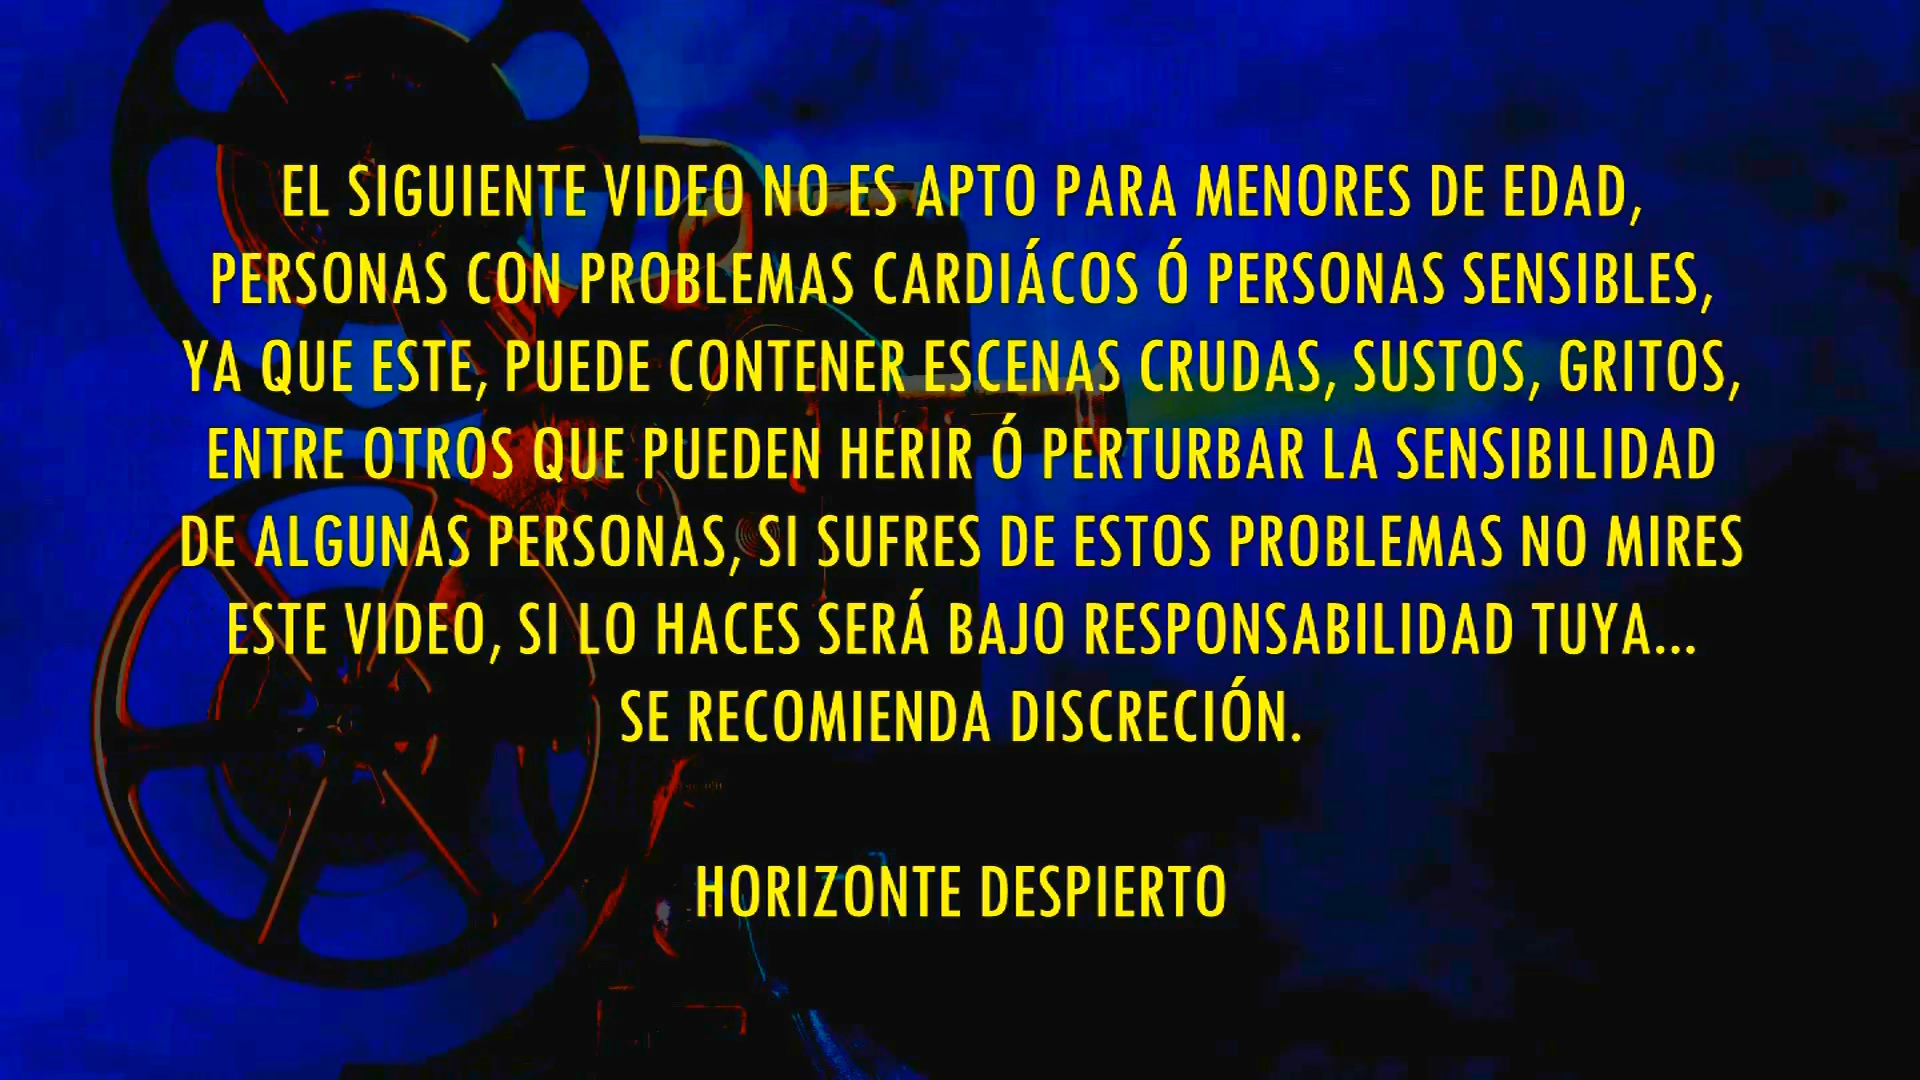 EL SIGUIENTE VIDEO NO ES APTO PARA MENORES DE EDAD,
PERSONAS CON PROBLEMAS CARDIÁCOS Ó PERSONAS SENSIBLES,
YA QUE ESTE, PUEDE CONTENER ESCENAS CRUDAS, SUSTOS, GRITOS,
ENTRE OTROS QUE PUEDEN HERIR Ó PERTURBAR LA SENSIBILIDAD
DE ALGUNAS PERSONAS, SI SUFRES DE ESTOS PROBLEMAS NO MIRES
ESTE VIDEO, SI LO HACES SERÁ BAJO RESPONSABILIDAD TUYA...
SE RECOMIENDA DISCRECIÓN.
HORIZONTE DESPIERTO